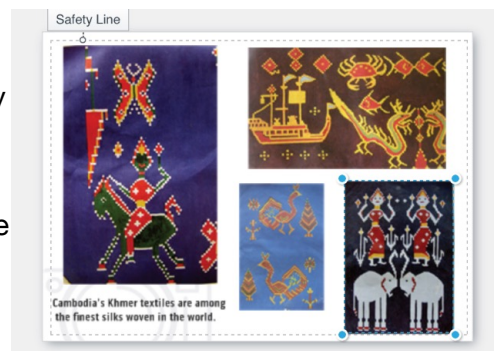 Safety Line
y
e
Cambodia's Khmer textiles are among
the finest silks woven in the world.